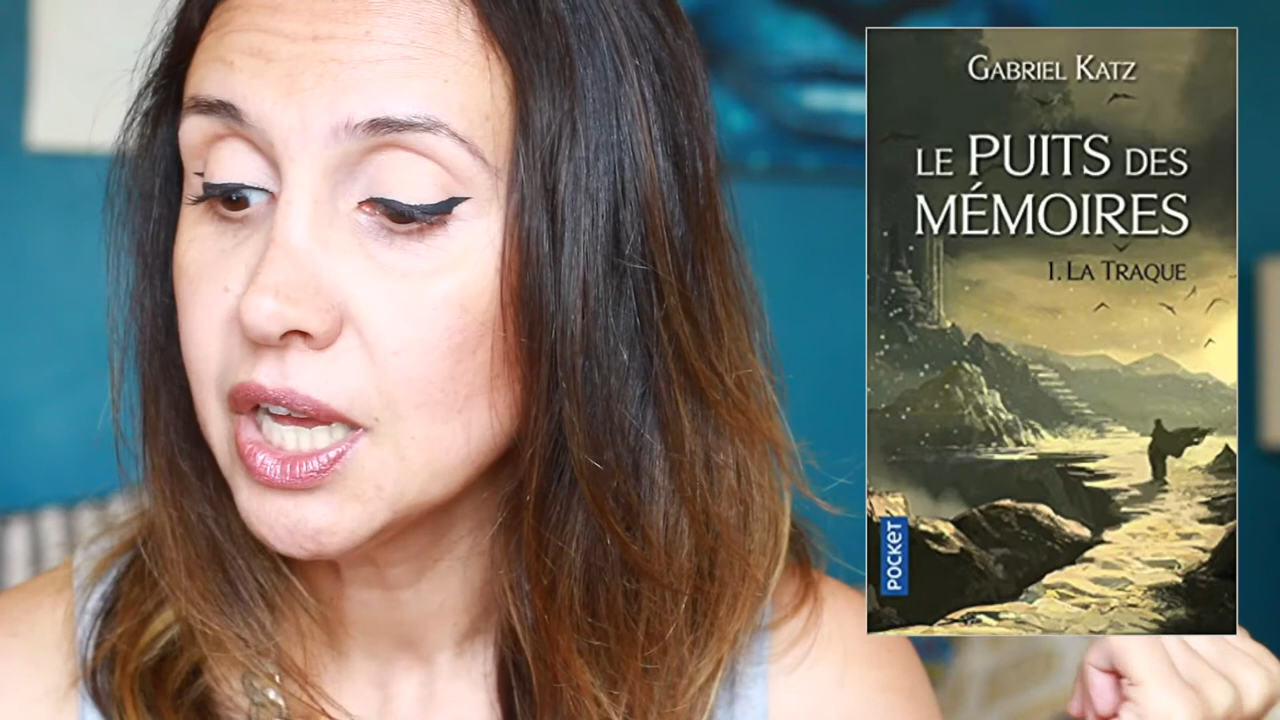 GABRIEL KATZ
LE PUITS DES
MÉMOIRES
1. LA TRAQUE
POCKET